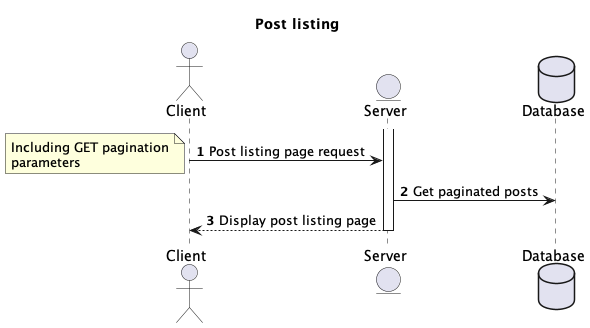 Post listing
Client
Server
Database
Including GET pagination
parameters
1 Post listing page request
2 Get paginated posts
3 Display post listing page
Client
Server
Database